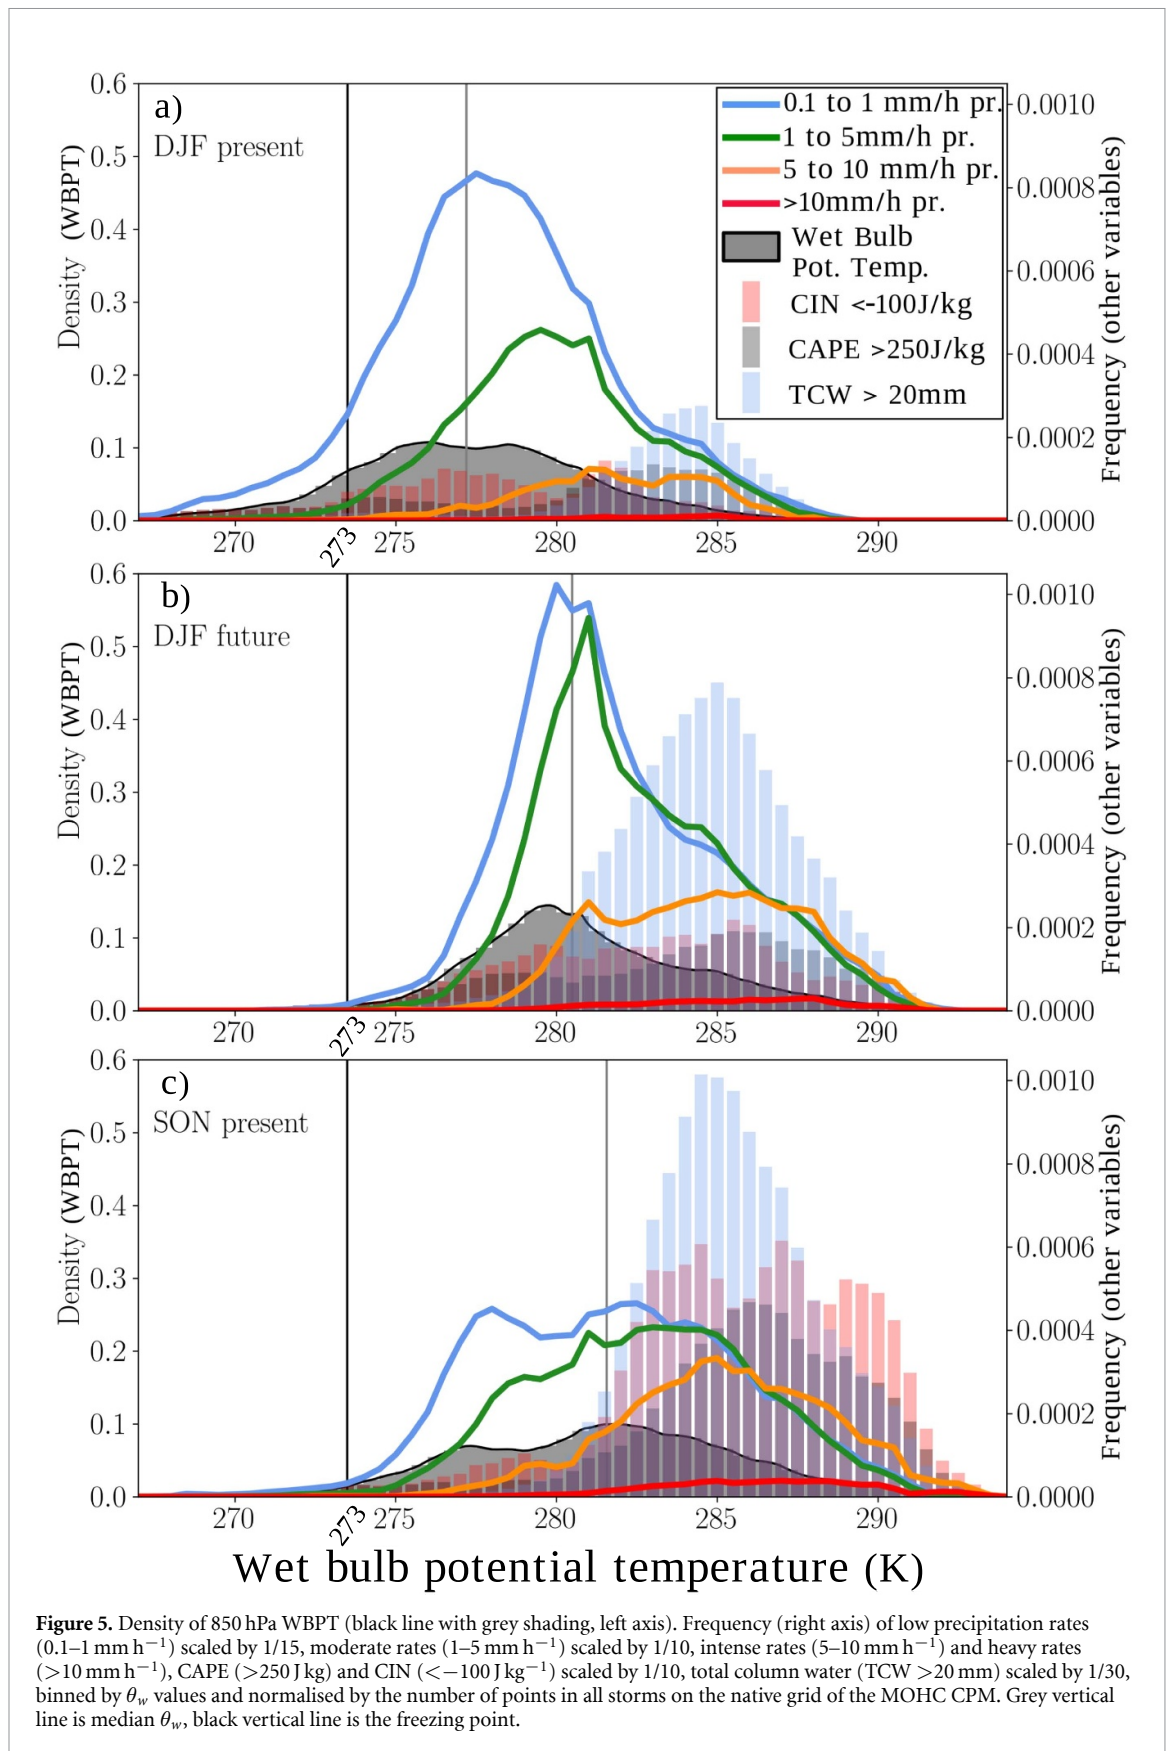 a)
DJF present
0.6
0.5
0.4
0.3
0.2
0.1
0.0
Density (WBPT)
0.1 to 1 mm/h pr.
1 to 5mm/h pr.
5 to 10 mm/h pr.
>10mm/h pr.
Wet Bulb
Pot. Temp.
CIN <-100J/kg
CAPE >250J/kg
TCW > 20mm
0.0010
0.0008
0.0006
0.0004
0.0002
0.0000
Frequency (other variables)
270 273 275 280 285 290
b)
DJF future
0.6
0.5
0.4
0.3
0.2
0.1
0.0
Density (WBPT)
0.0010
0.0008
0.0006
0.0004
0.0002
0.0000
Frequency (other variables)
270 273 275 280 285 290
c)
SON present
0.6
0.5
0.4
0.3
0.2
0.1
0.0
Density (WBPT)
0.0010
0.0008
0.0006
0.0004
0.0002
0.0000
Frequency (other variables)
270 273 275 280 285 290
Wet bulb potential temperature (K)
Figure 5. Density of 850 hPa WBPT (black line with grey shading, left axis). Frequency (right axis) of low precipitation rates
(0.1–1 mm h⁻¹) scaled by 1/15, moderate rates (1–5 mm h⁻¹) scaled by 1/10, intense rates (5–10 mm h⁻¹) and heavy rates
(>10 mm h⁻¹), CAPE (>250 J kg) and CIN (<−100 J kg⁻¹) scaled by 1/10, total column water (TCW >20 mm) scaled by 1/30,
binned by θw values and normalised by the number of points in all storms on the native grid of the MOHC CPM. Grey vertical
line is median θw, black vertical line is the freezing point.